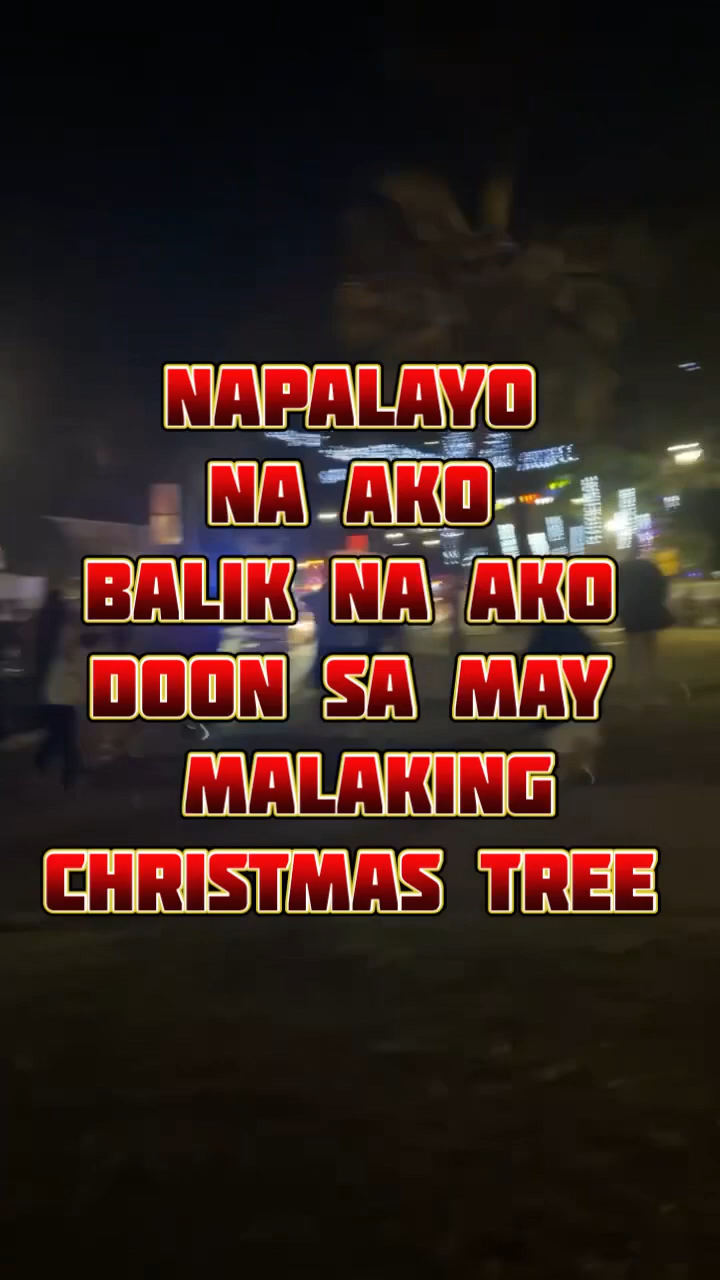 NAPALAYO
NA AKO
BALIK NA AKO
DOON SA MAY
MALAKING
CHRISTMAS TREE